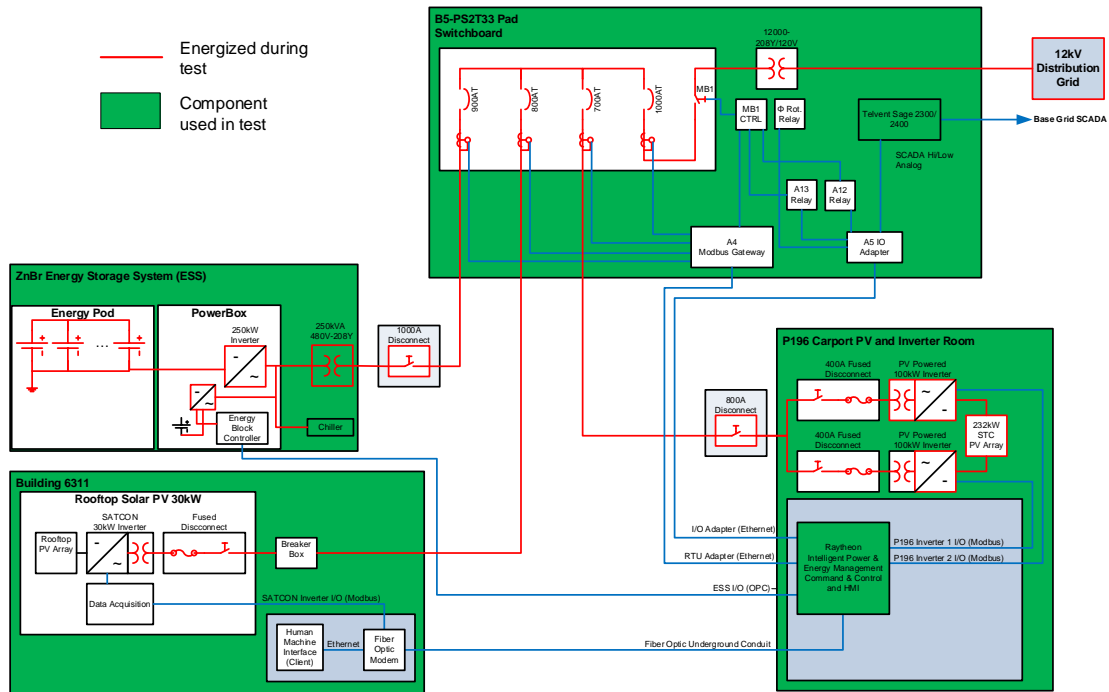 Energized during
test
Component
used in test
B5-PS2T33 Pad
Switchboard
12000-
208Y/120V
12kV
Distribution
Grid
900AT
800AT
700AT
1000AT
MB1
MB1
CTRL
Φ Rot.
Relay
Telvent Sage 2300/
2400
Base Grid SCADA
SCADA Hi/Low
Analog
A13
Relay
A12
Relay
A4
Modbus Gateway
A5 IO
Adapter
ZnBr Energy Storage System (ESS)
Energy Pod
PowerBox
250kW
Inverter
250kVA
480V-208Y
1000A
Disconnect
Energy
Block
Controller
Chiller
...
P196 Carport PV and Inverter Room
400A Fused
Disconnect
PV Powered
100kW Inverter
800A
Disconnect
400A Fused
Disconnect
PV Powered
100kW Inverter
232kW
STC
PV Array
Building 6311
Rooftop Solar PV 30kW
SATCON
30kW Inverter
Fused
Disconnect
Rooftop
PV Array
Breaker
Box
Data Acquisition
SATCON Inverter I/O (Modbus)
Human
Machine
Interface
(Client)
Ethernet
Fiber
Optic
Modem
I/O Adapter (Ethernet)
RTU Adapter (Ethernet)
ESS I/O (OPC)
Fiber Optic Underground Conduit
Raytheon
Intelligent Power &
Energy Management
Command & Control
and HMI
P196 Inverter 1 I/O (Modbus)
P196 Inverter 2 I/O (Modbus)